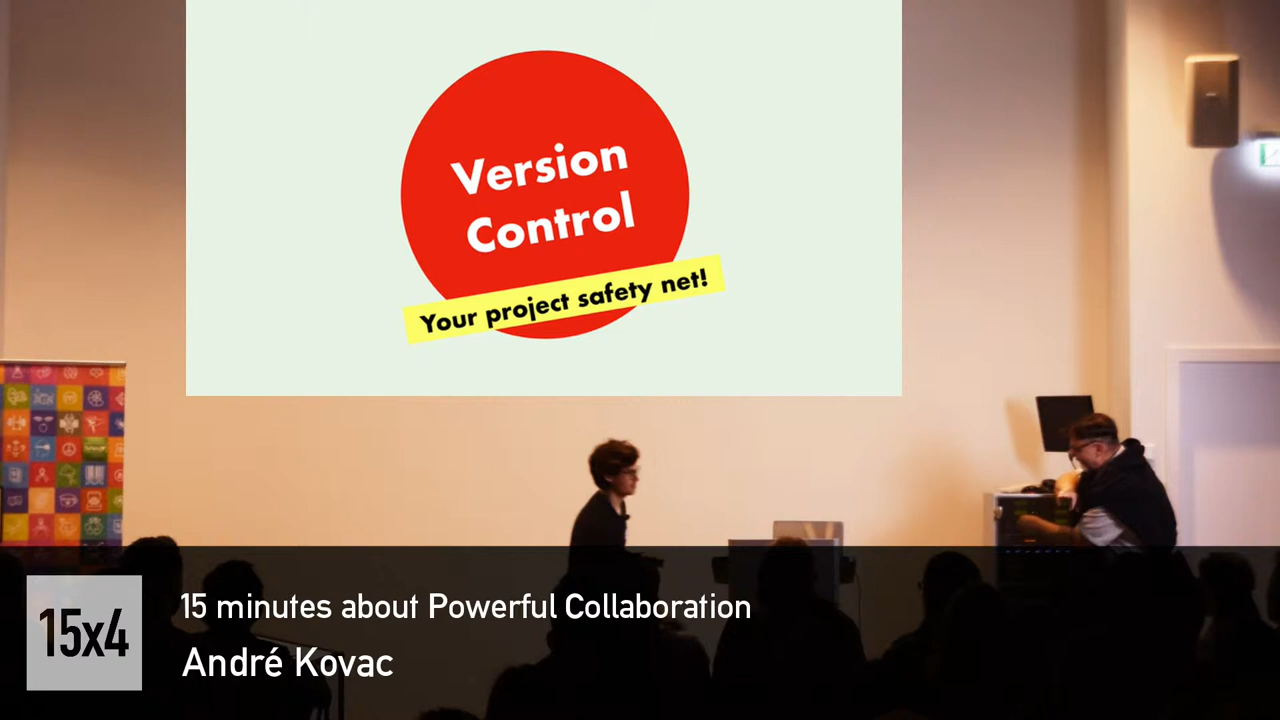 Version
Control
Your project safety net!
15x4
15 minutes about Powerful Collaboration
André Kovac